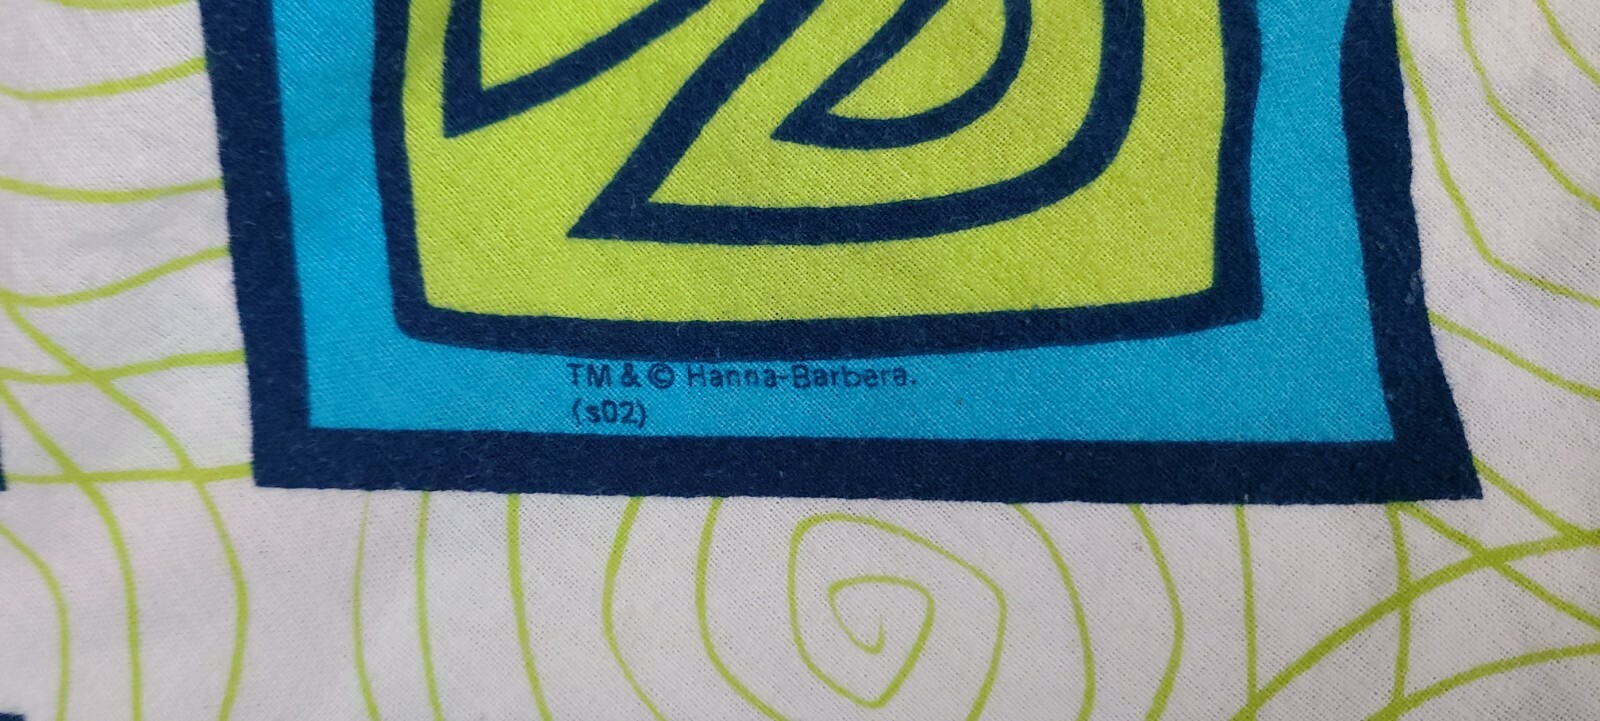 TM & © Hanna-Barbera.
(s02)